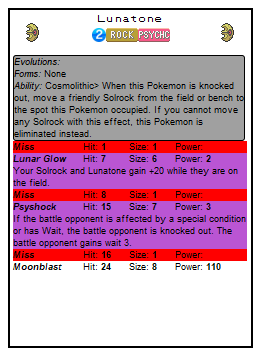 Lunatone
2 ROCK PSYCHC
Evolutions:
Forms: None
Ability: Cosmolithic> When this Pokemon is knocked
out, move a friendly Solrock from the field or bench to
the spot this Pokemon occupied. If you cannot move
any Solrock with this effect, this Pokemon is
eliminated instead.
Miss Hit: 1 Size: 1 Power:
Lunar Glow Hit: 7 Size: 6 Power: 2
Your Solrock and Lunatone gain +20 while they are on
the field.
Miss Hit: 8 Size: 1 Power:
Psyshock Hit: 15 Size: 7 Power: 3
If the battle opponent is affected by a special condition
or has Wait, the battle opponent is knocked out. The
battle opponent gains wait 3.
Miss Hit: 16 Size: 1 Power:
Moonblast Hit: 24 Size: 8 Power: 110